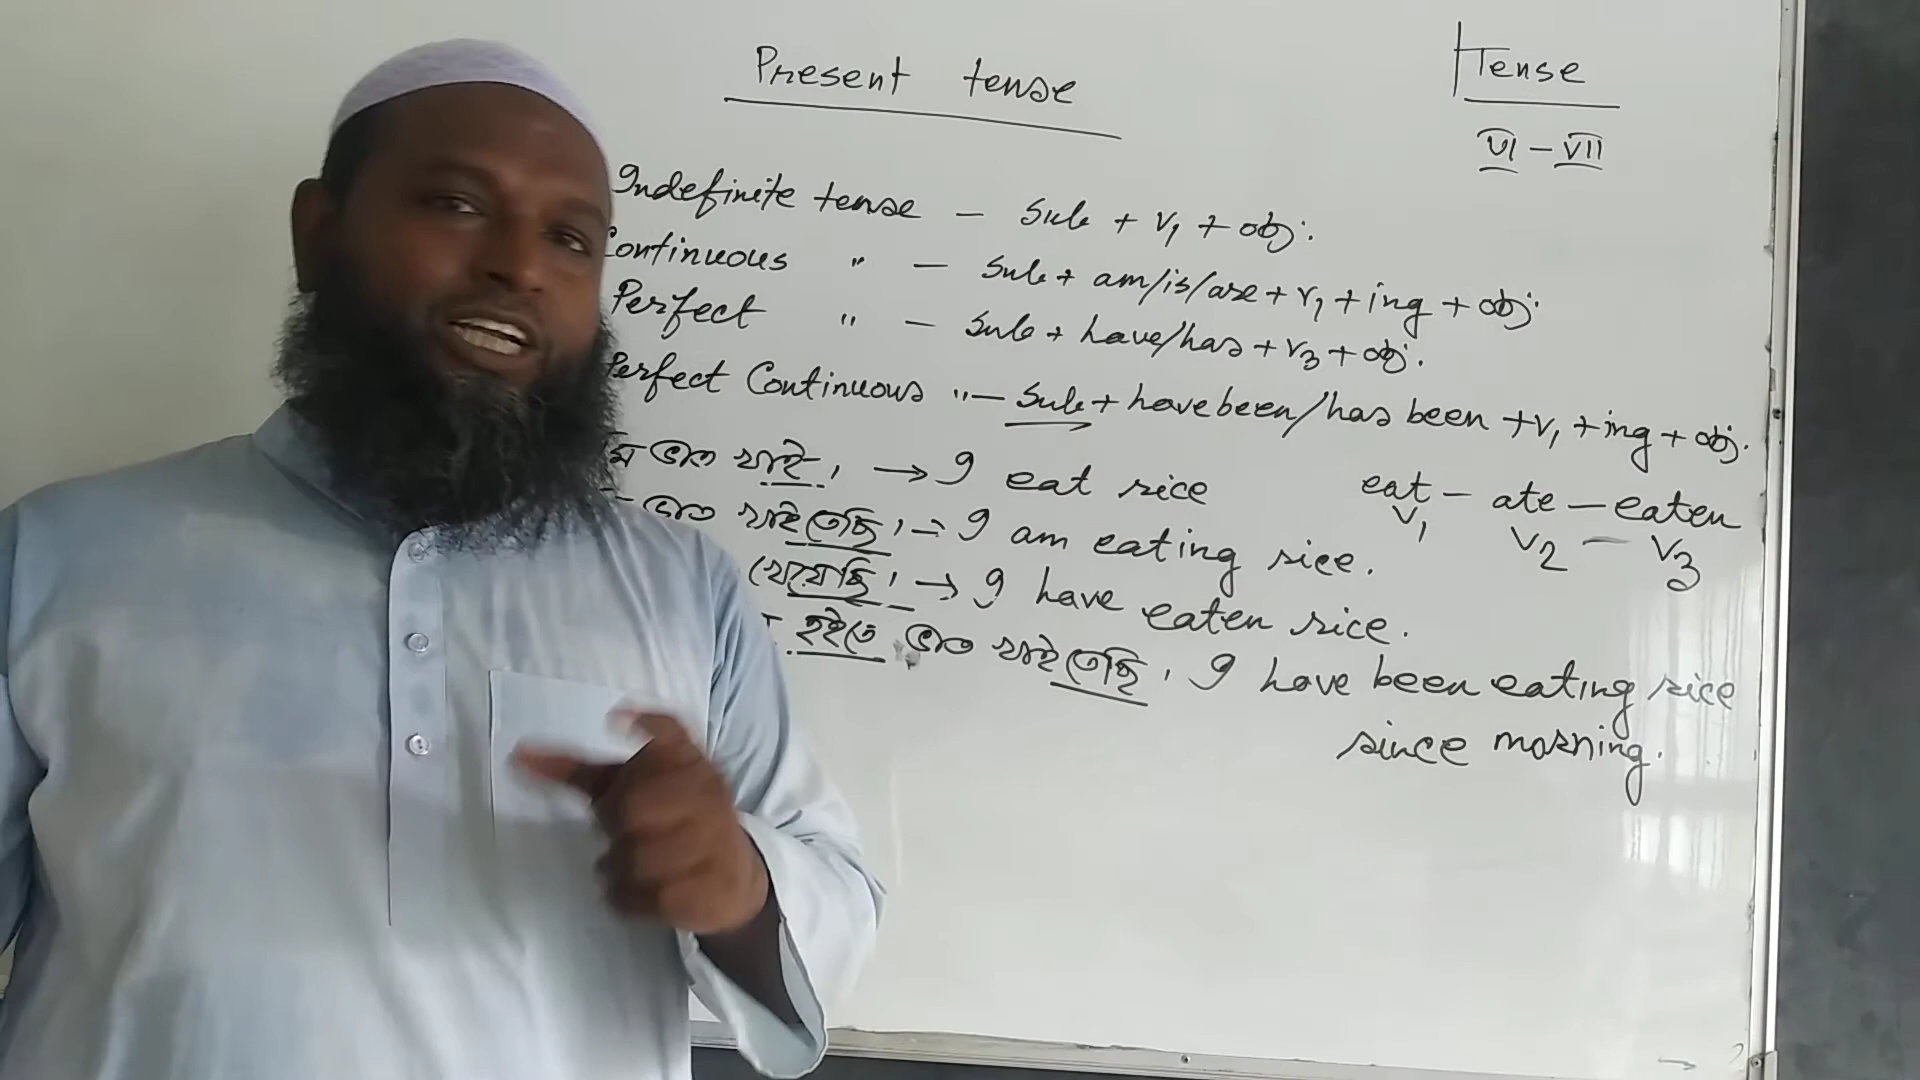 Present tense
Tense
VI - VII
Indefinite tense - Sub + V1 + obj.
Continuous " - Sub + am/is/are + V1 + ing + obj.
Perfect " - Sub + have/has + V3 + obj.
Perfect Continuous " - Sub + have been/has been + V1 + ing + obj.
ভাত খাই। → I eat rice
eat - ate - eaten
V1 V2 - V3
ভাত খাইতেছি। = I am eating rice.
খেয়েছি। → I have eaten rice.
হইতে ভাত খাইতেছি। I have been eating rice
since morning.